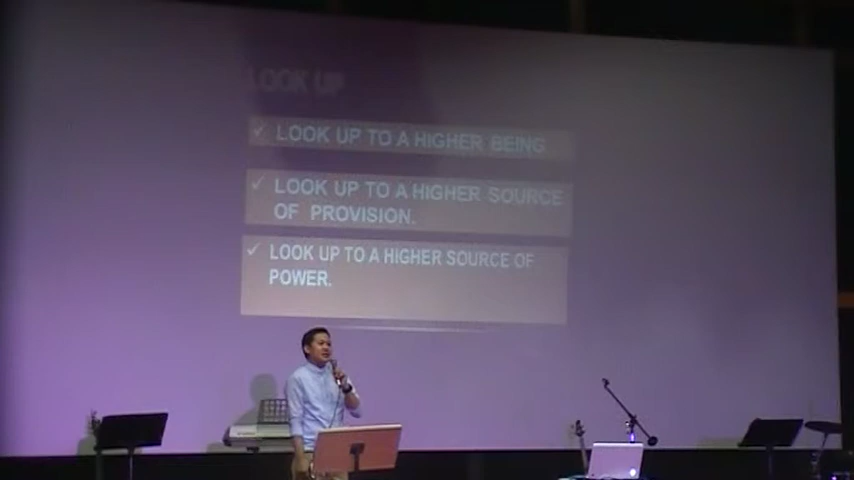 LOOK UP
✓ LOOK UP TO A HIGHER BEING
✓ LOOK UP TO A HIGHER SOURCE
OF PROVISION.
✓ LOOK UP TO A HIGHER SOURCE OF
POWER.